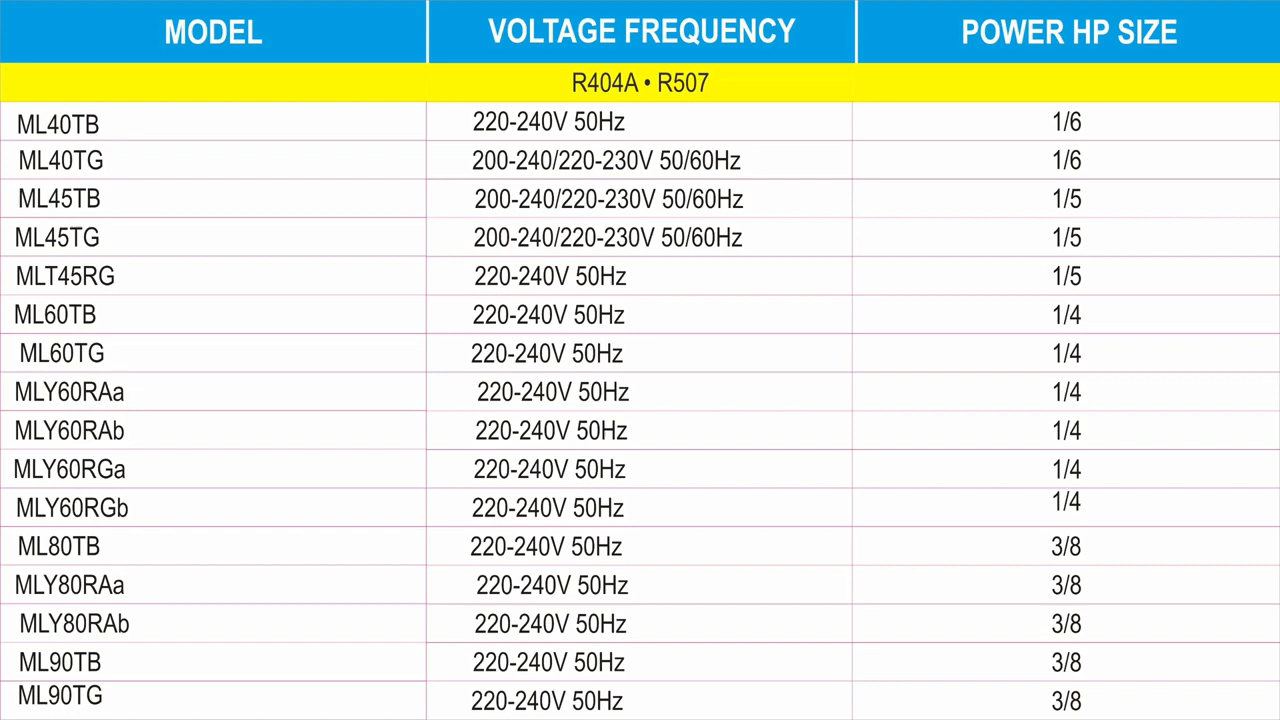 MODEL VOLTAGE FREQUENCY POWER HP SIZE
R404A • R507
ML40TB 220-240V 50Hz 1/6
ML40TG 200-240/220-230V 50/60Hz 1/6
ML45TB 200-240/220-230V 50/60Hz 1/5
ML45TG 200-240/220-230V 50/60Hz 1/5
MLT45RG 220-240V 50Hz 1/5
ML60TB 220-240V 50Hz 1/4
ML60TG 220-240V 50Hz 1/4
MLY60RAa 220-240V 50Hz 1/4
MLY60RAb 220-240V 50Hz 1/4
MLY60RGa 220-240V 50Hz 1/4
MLY60RGb 220-240V 50Hz 1/4
ML80TB 220-240V 50Hz 3/8
MLY80RAa 220-240V 50Hz 3/8
MLY80RAb 220-240V 50Hz 3/8
ML90TB 220-240V 50Hz 3/8
ML90TG 220-240V 50Hz 3/8